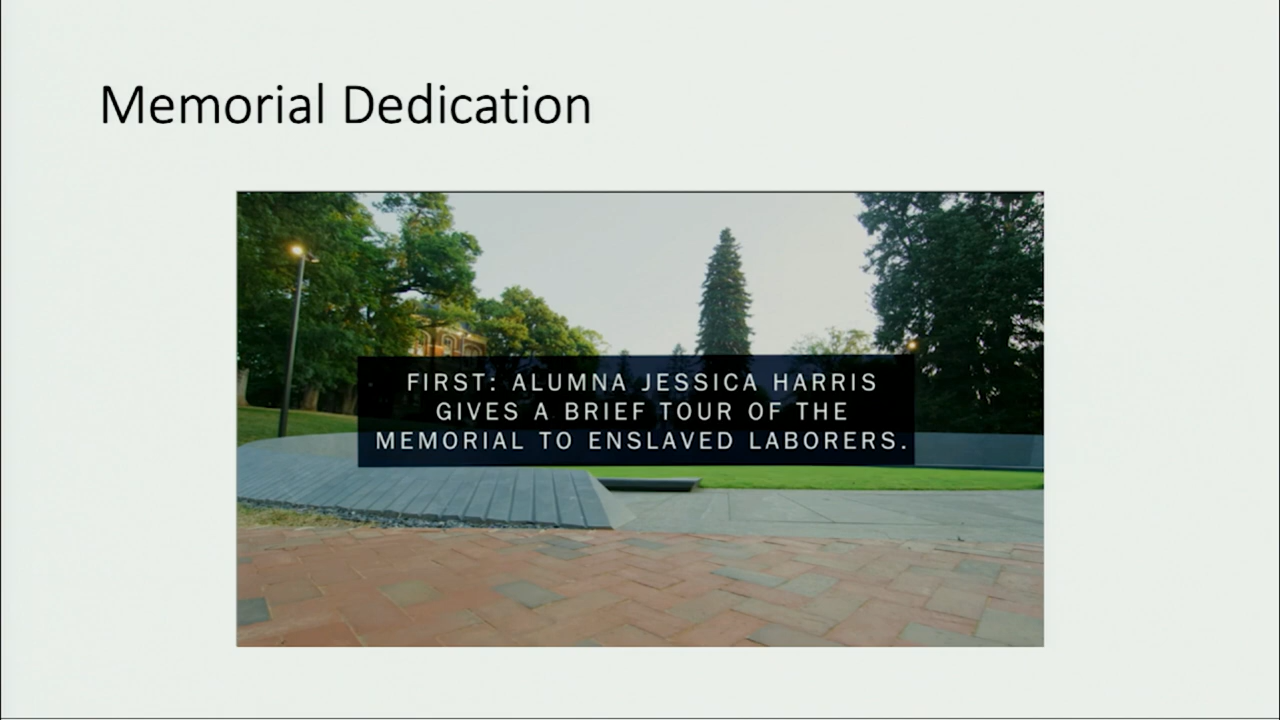 Memorial Dedication
FIRST: ALUMNA JESSICA HARRIS
GIVES A BRIEF TOUR OF THE
MEMORIAL TO ENSLAVED LABORERS.